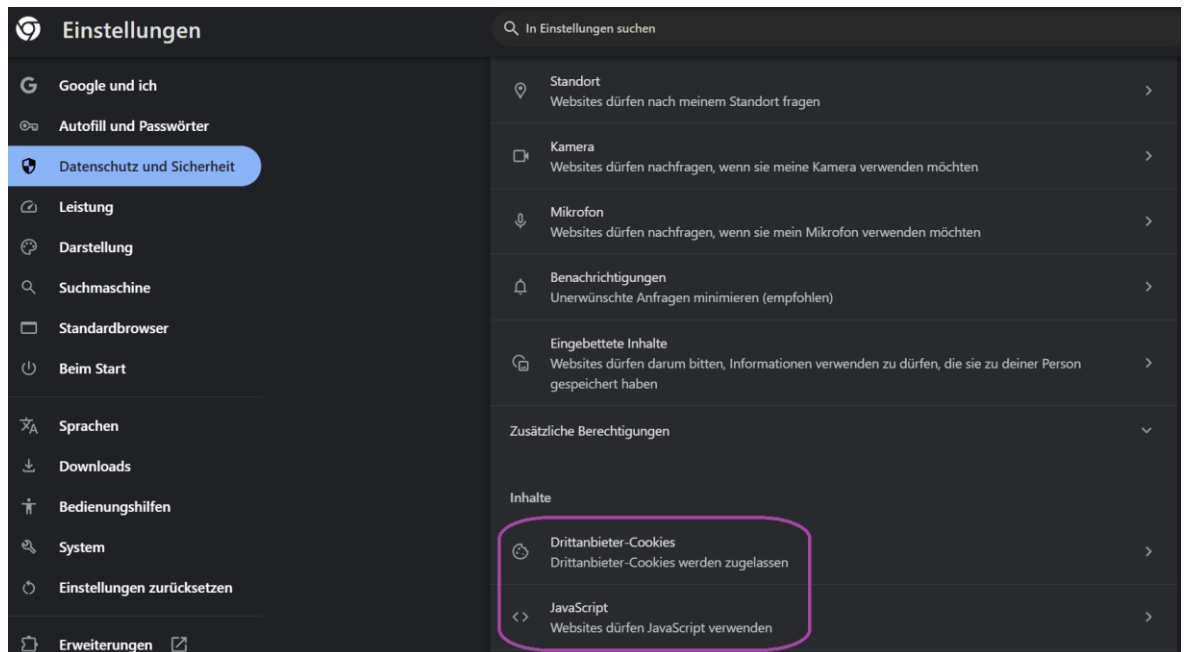 Einstellungen
In Einstellungen suchen
Google und ich
Autofill und Passwörter
Datenschutz und Sicherheit
Leistung
Darstellung
Suchmaschine
Standardbrowser
Beim Start
Sprachen
Downloads
Bedienungshilfen
System
Einstellungen zurücksetzen
Erweiterungen
Standort
Websites dürfen nach meinem Standort fragen
Kamera
Websites dürfen nachfragen, wenn sie meine Kamera verwenden möchten
Mikrofon
Websites dürfen nachfragen, wenn sie mein Mikrofon verwenden möchten
Benachrichtigungen
Unerwünschte Anfragen minimieren (empfohlen)
Eingebettete Inhalte
Websites dürfen darum bitten, Informationen verwenden zu dürfen, die sie zu deiner Person
gespeichert haben
Zusätzliche Berechtigungen
Inhalte
Drittanbieter-Cookies
Drittanbieter-Cookies werden zugelassen
JavaScript
Websites dürfen JavaScript verwenden